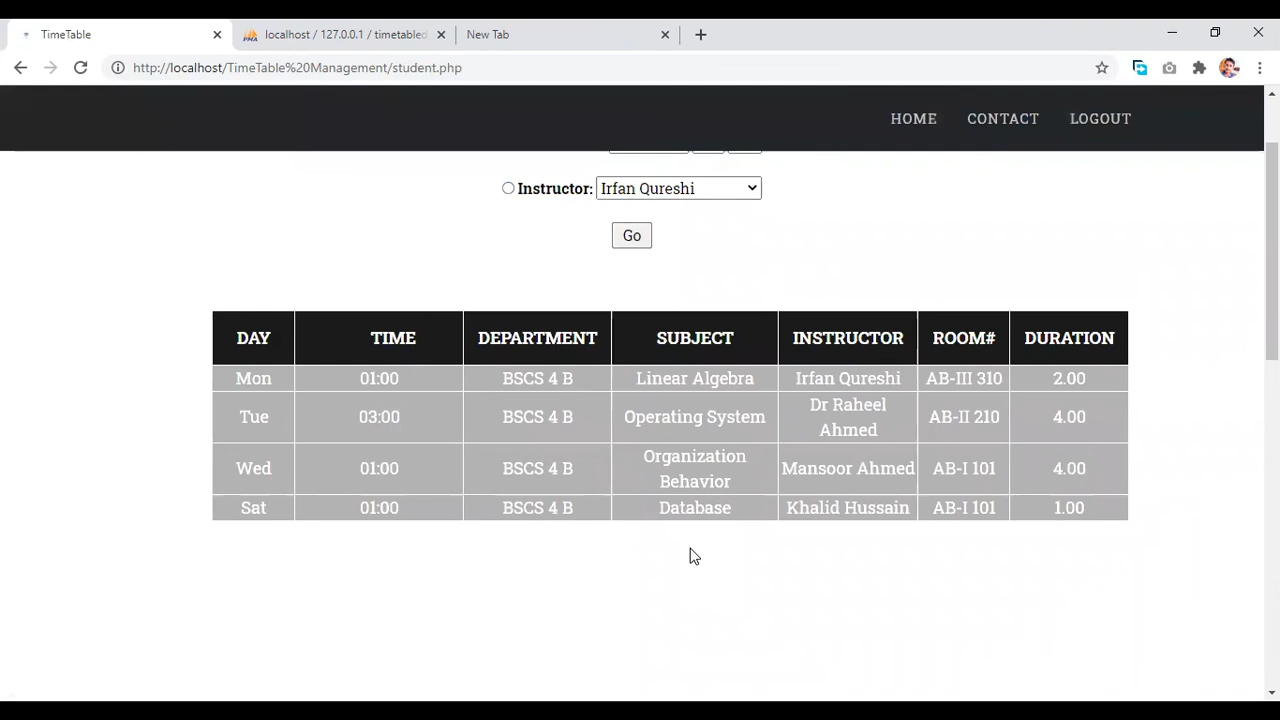 TimeTable
localhost / 127.0.0.1 / timetabled
New Tab
http://localhost/TimeTable%20Management/student.php
HOME CONTACT LOGOUT
Instructor: Irfan Qureshi
Go
DAY TIME DEPARTMENT SUBJECT INSTRUCTOR ROOM# DURATION
Mon 01:00 BSCS 4 B Linear Algebra Irfan Qureshi AB-III 310 2.00
Tue 03:00 BSCS 4 B Operating System Dr Raheel Ahmed AB-II 210 4.00
Wed 01:00 BSCS 4 B Organization Behavior Mansoor Ahmed AB-I 101 4.00
Sat 01:00 BSCS 4 B Database Khalid Hussain AB-I 101 1.00